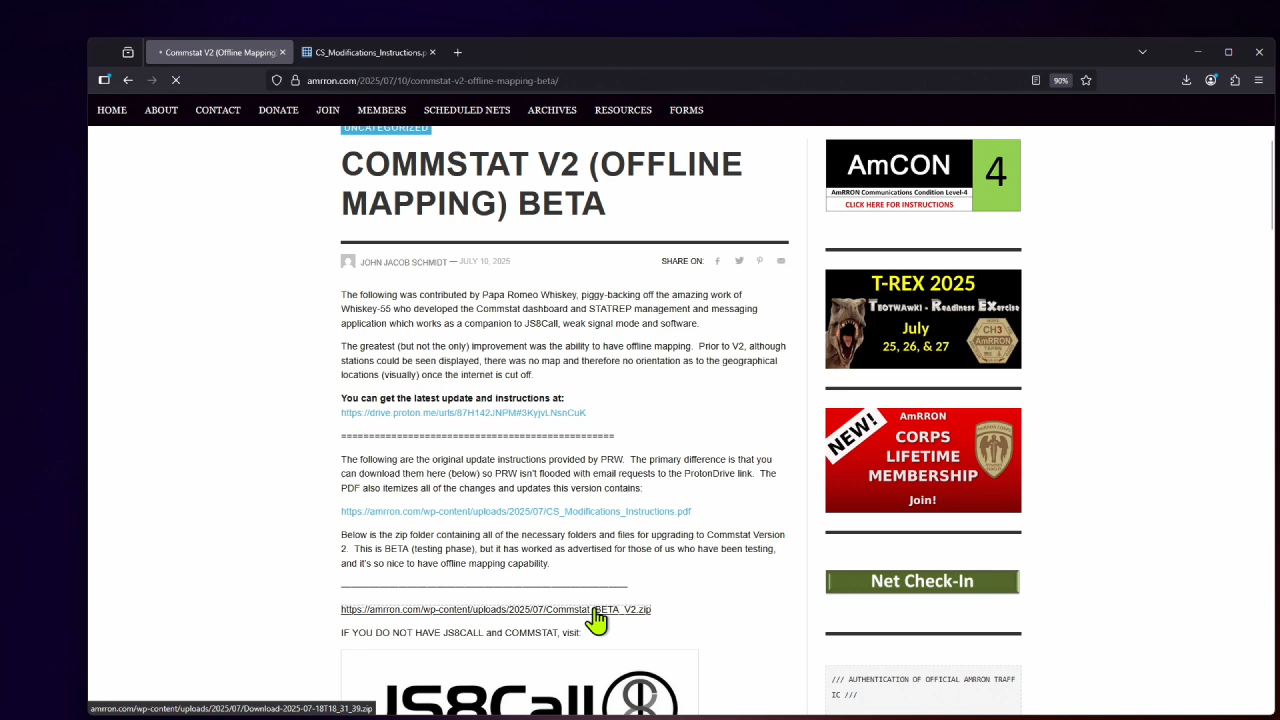 Commstat V2 (Offline Mapping)
CS_Modifications_Instructions.p
amrron.com/2025/07/10/commstat-v2-offline-mapping-beta/
90%
HOME ABOUT CONTACT DONATE JOIN MEMBERS SCHEDULED NETS ARCHIVES RESOURCES FORMS
UNCATEGORIZED
COMMSTAT V2 (OFFLINE
MAPPING) BETA
JOHN JACOB SCHMIDT — JULY 10, 2025
SHARE ON:
The following was contributed by Papa Romeo Whiskey, piggy-backing off the amazing work of
Whiskey-55 who developed the Commstat dashboard and STATREP management and messaging
application which works as a companion to JS8Call, weak signal mode and software.
The greatest (but not the only) improvement was the ability to have offline mapping. Prior to V2, although
stations could be seen displayed, there was no map and therefore no orientation as to the geographical
locations (visually) once the internet is cut off.
You can get the latest update and instructions at:
https://drive.proton.me/urls/87H142JNPM#3KyjvLNsnCuK
=================================================
The following are the original update instructions provided by PRW. The primary difference is that you
can download them here (below) so PRW isn't flooded with email requests to the ProtonDrive link. The
PDF also itemizes all of the changes and updates this version contains:
https://amrron.com/wp-content/uploads/2025/07/CS_Modifications_Instructions.pdf
Below is the zip folder containing all of the necessary folders and files for upgrading to Commstat Version
2. This is BETA (testing phase), but it has worked as advertised for those of us who have been testing,
and it's so nice to have offline mapping capability.
https://amrron.com/wp-content/uploads/2025/07/Commstat_BETA_V2.zip
IF YOU DO NOT HAVE JS8CALL and COMMSTAT, visit:
JS8Call
AmCON 4
AmRRON Communications Condition Level-4
CLICK HERE FOR INSTRUCTIONS
T-REX 2025
TEOTWAWKI - READINESS EXERCISE
July
25, 26, & 27
CH3
AmRRON
NEW!
AmRRON
CORPS
LIFETIME
MEMBERSHIP
Join!
Net Check-In
/// AUTHENTICATION OF OFFICIAL AMRRON TRAFF
IC ///
amrron.com/wp-content/uploads/2025/07/Download-2025-07-18T18_31_39.zip